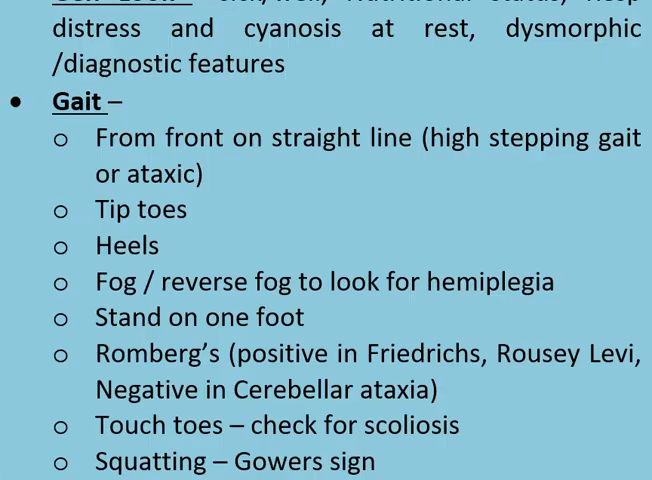 distress and cyanosis at rest, dysmorphic
/diagnostic features
• Gait –
o From front on straight line (high stepping gait
or ataxic)
o Tip toes
o Heels
o Fog / reverse fog to look for hemiplegia
o Stand on one foot
o Romberg’s (positive in Friedrichs, Rousey Levi,
Negative in Cerebellar ataxia)
o Touch toes – check for scoliosis
o Squatting – Gowers sign